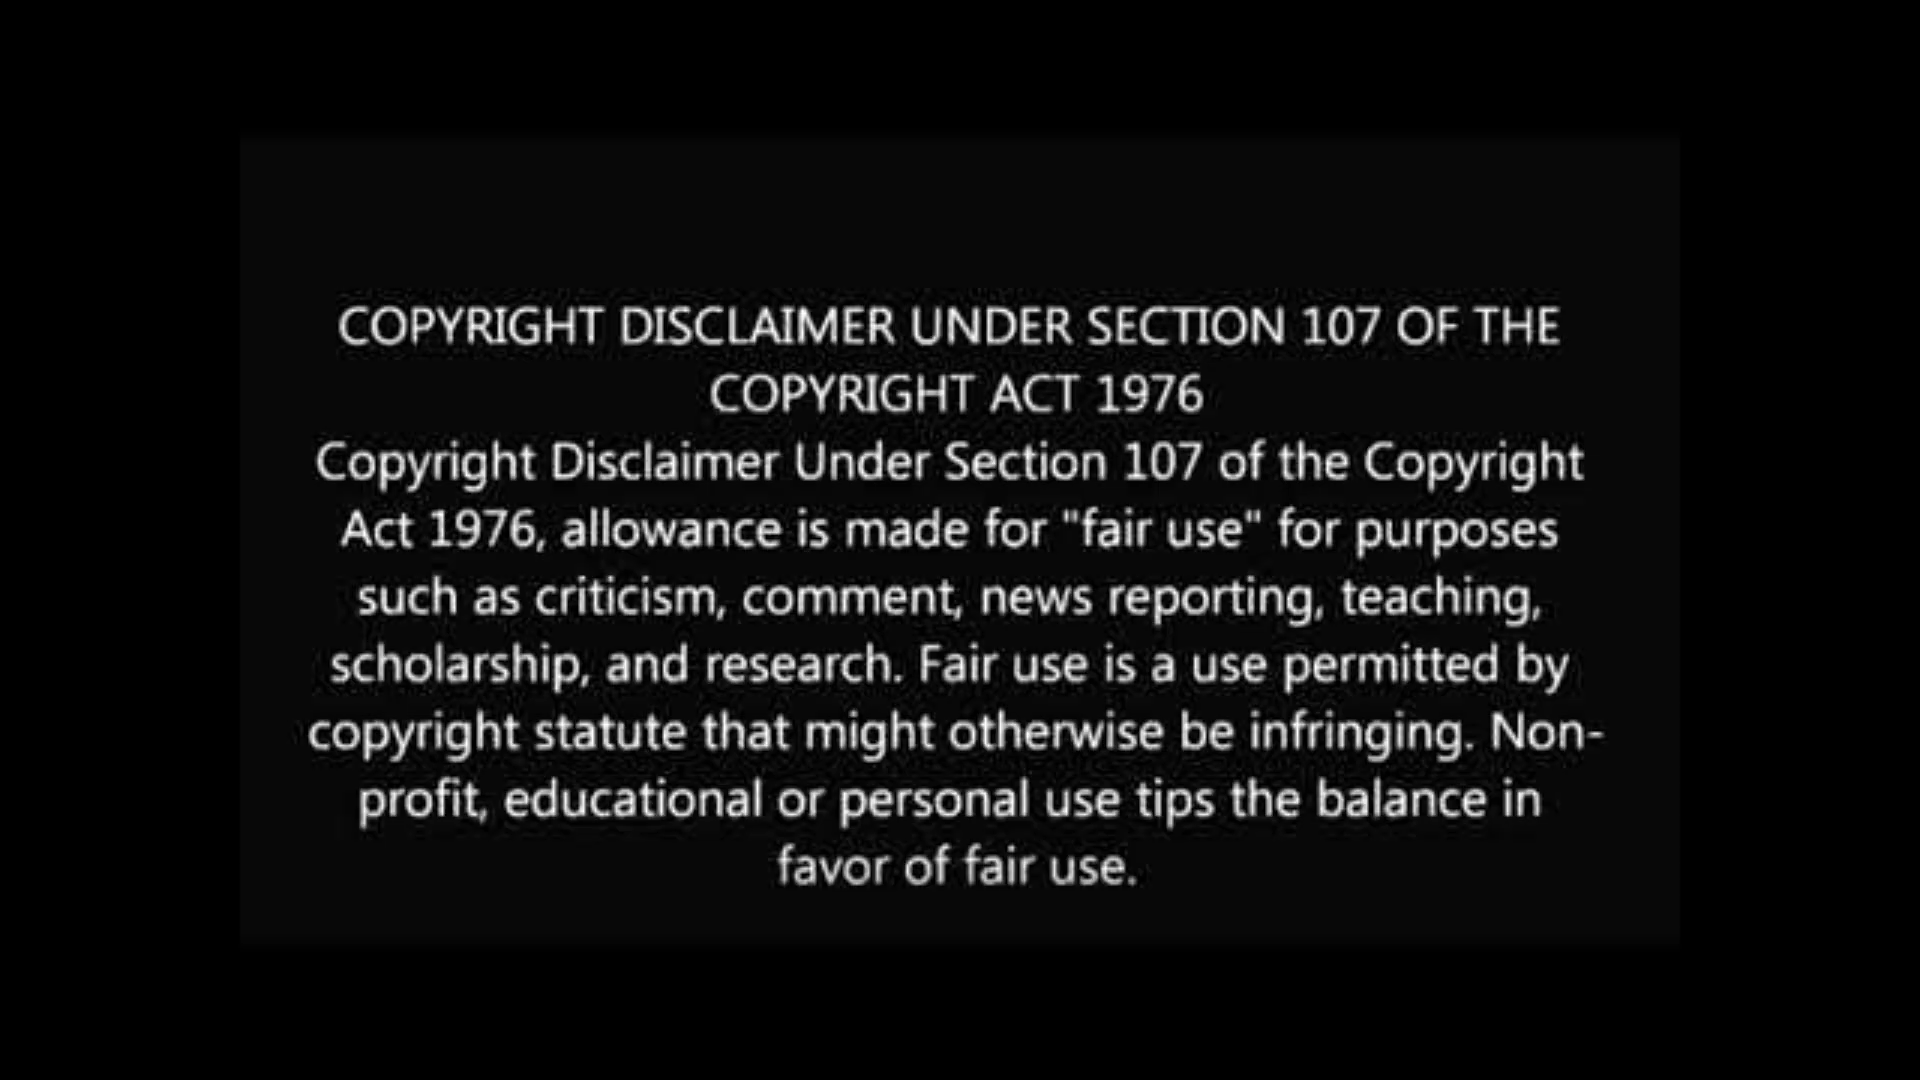 COPYRIGHT DISCLAIMER UNDER SECTION 107 OF THE
COPYRIGHT ACT 1976
Copyright Disclaimer Under Section 107 of the Copyright
Act 1976, allowance is made for "fair use" for purposes
such as criticism, comment, news reporting, teaching,
scholarship, and research. Fair use is a use permitted by
copyright statute that might otherwise be infringing. Non-
profit, educational or personal use tips the balance in
favor of fair use.